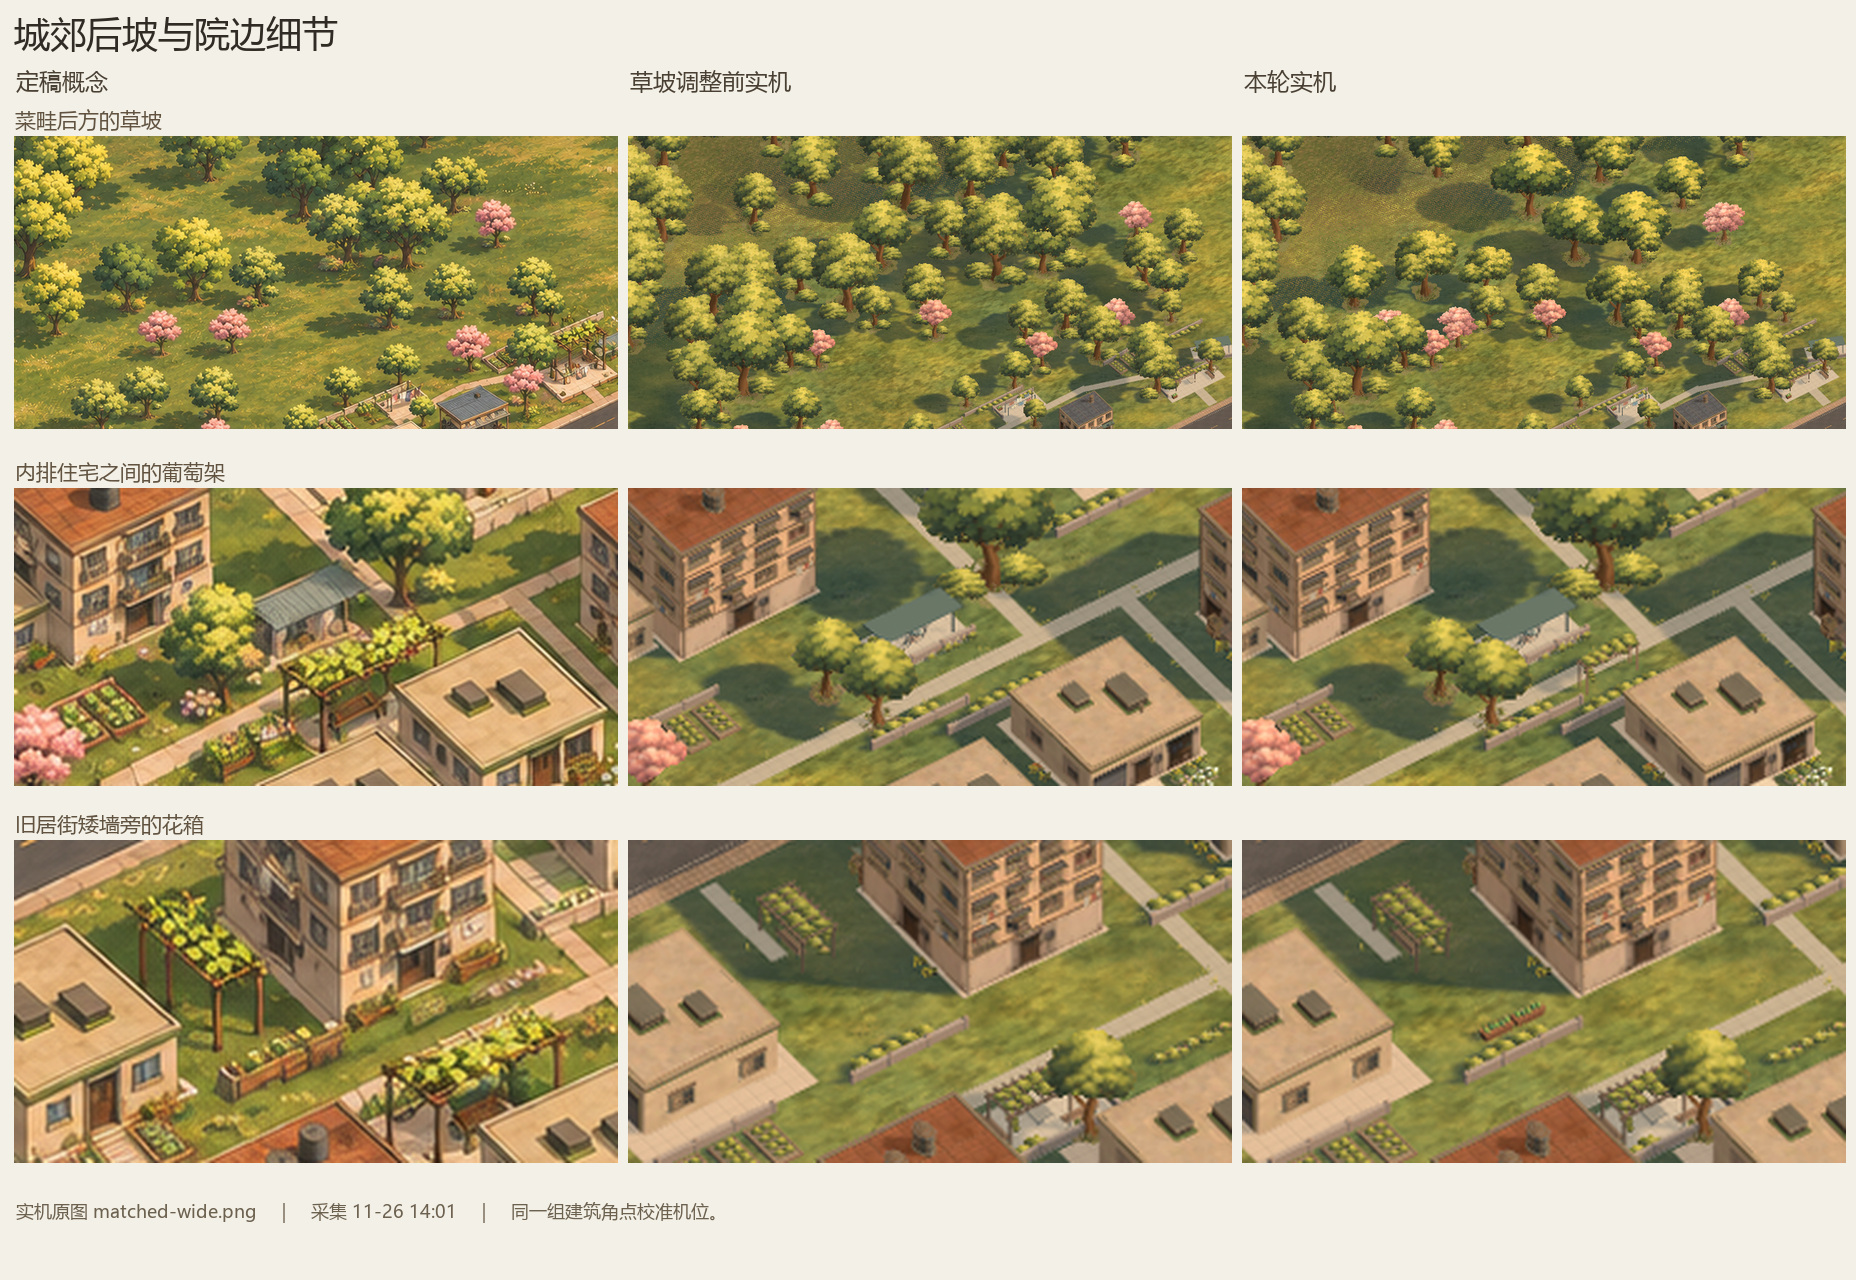 城郊后坡与院边细节
定稿概念
草坡调整前实机
本轮实机
菜畦后方的草坡
内排住宅之间的葡萄架
旧居街矮墙旁的花箱
实机原图 matched-wide.png | 采集 11-26 14:01 | 同一组建筑角点校准机位。